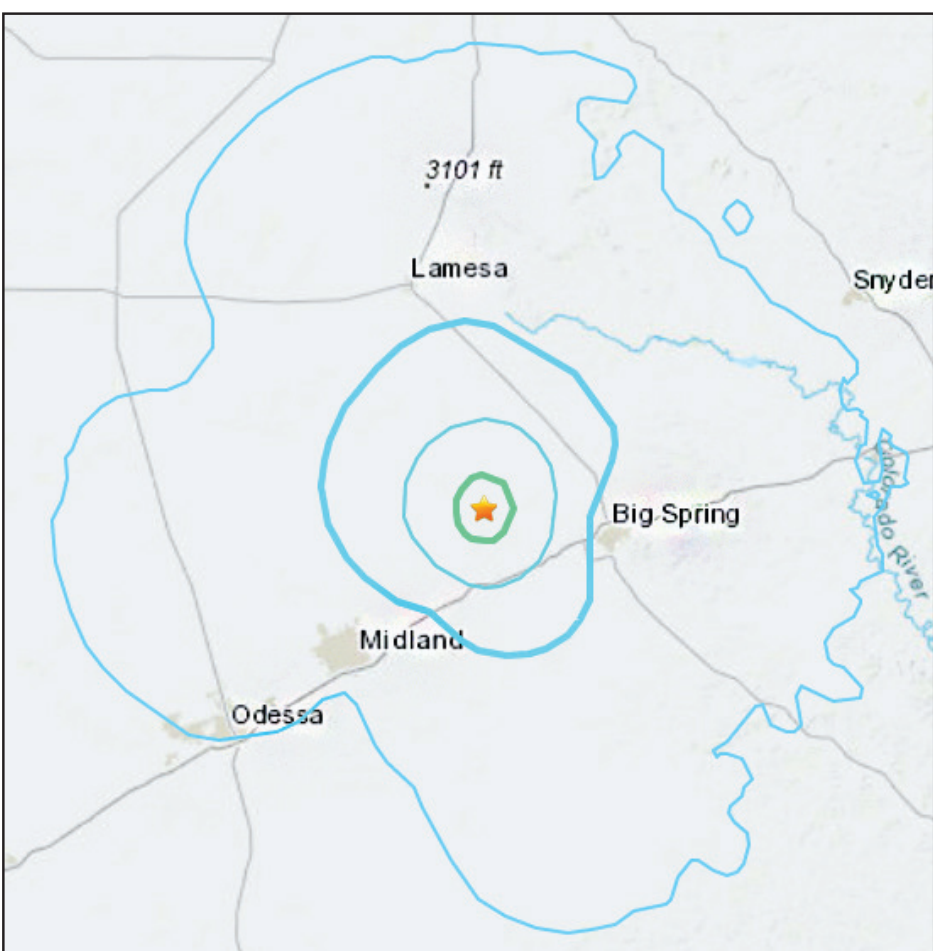 3101 ft
Lamesa
Snyder
Big Spring
Colorado River
Midland
Odessa